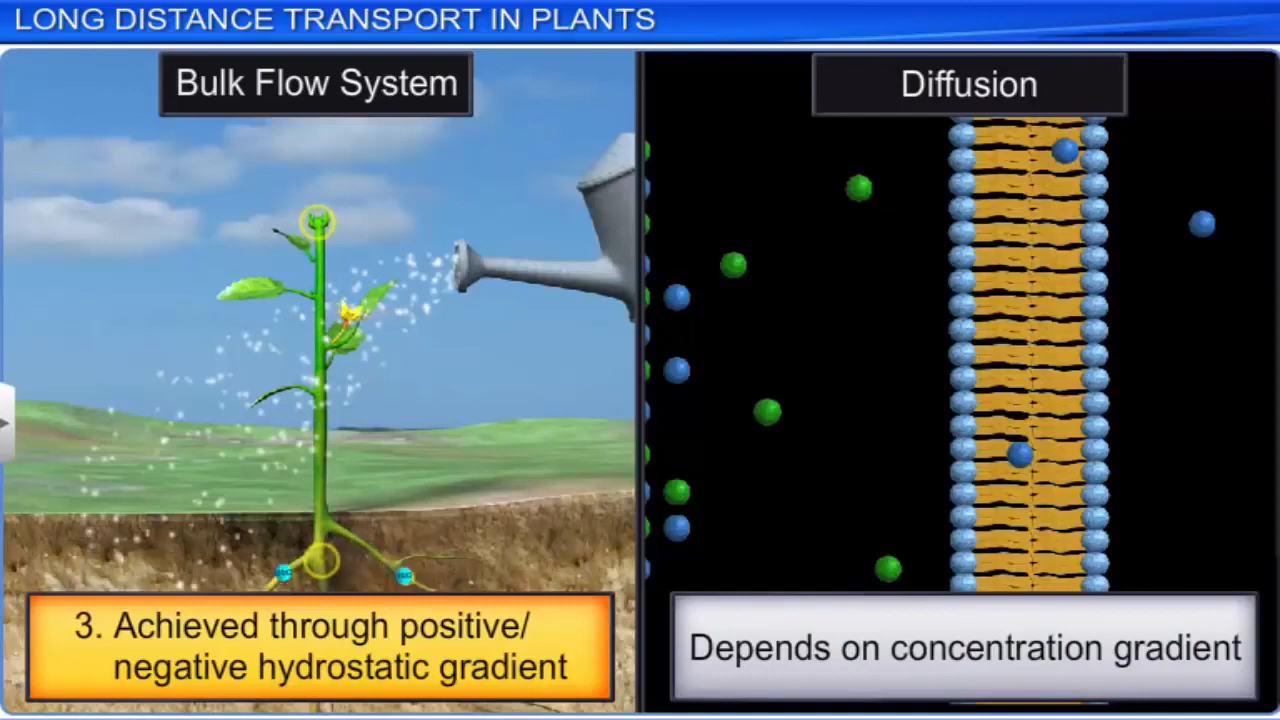 LONG DISTANCE TRANSPORT IN PLANTS
Bulk Flow System
Diffusion
3. Achieved through positive/
negative hydrostatic gradient
Depends on concentration gradient